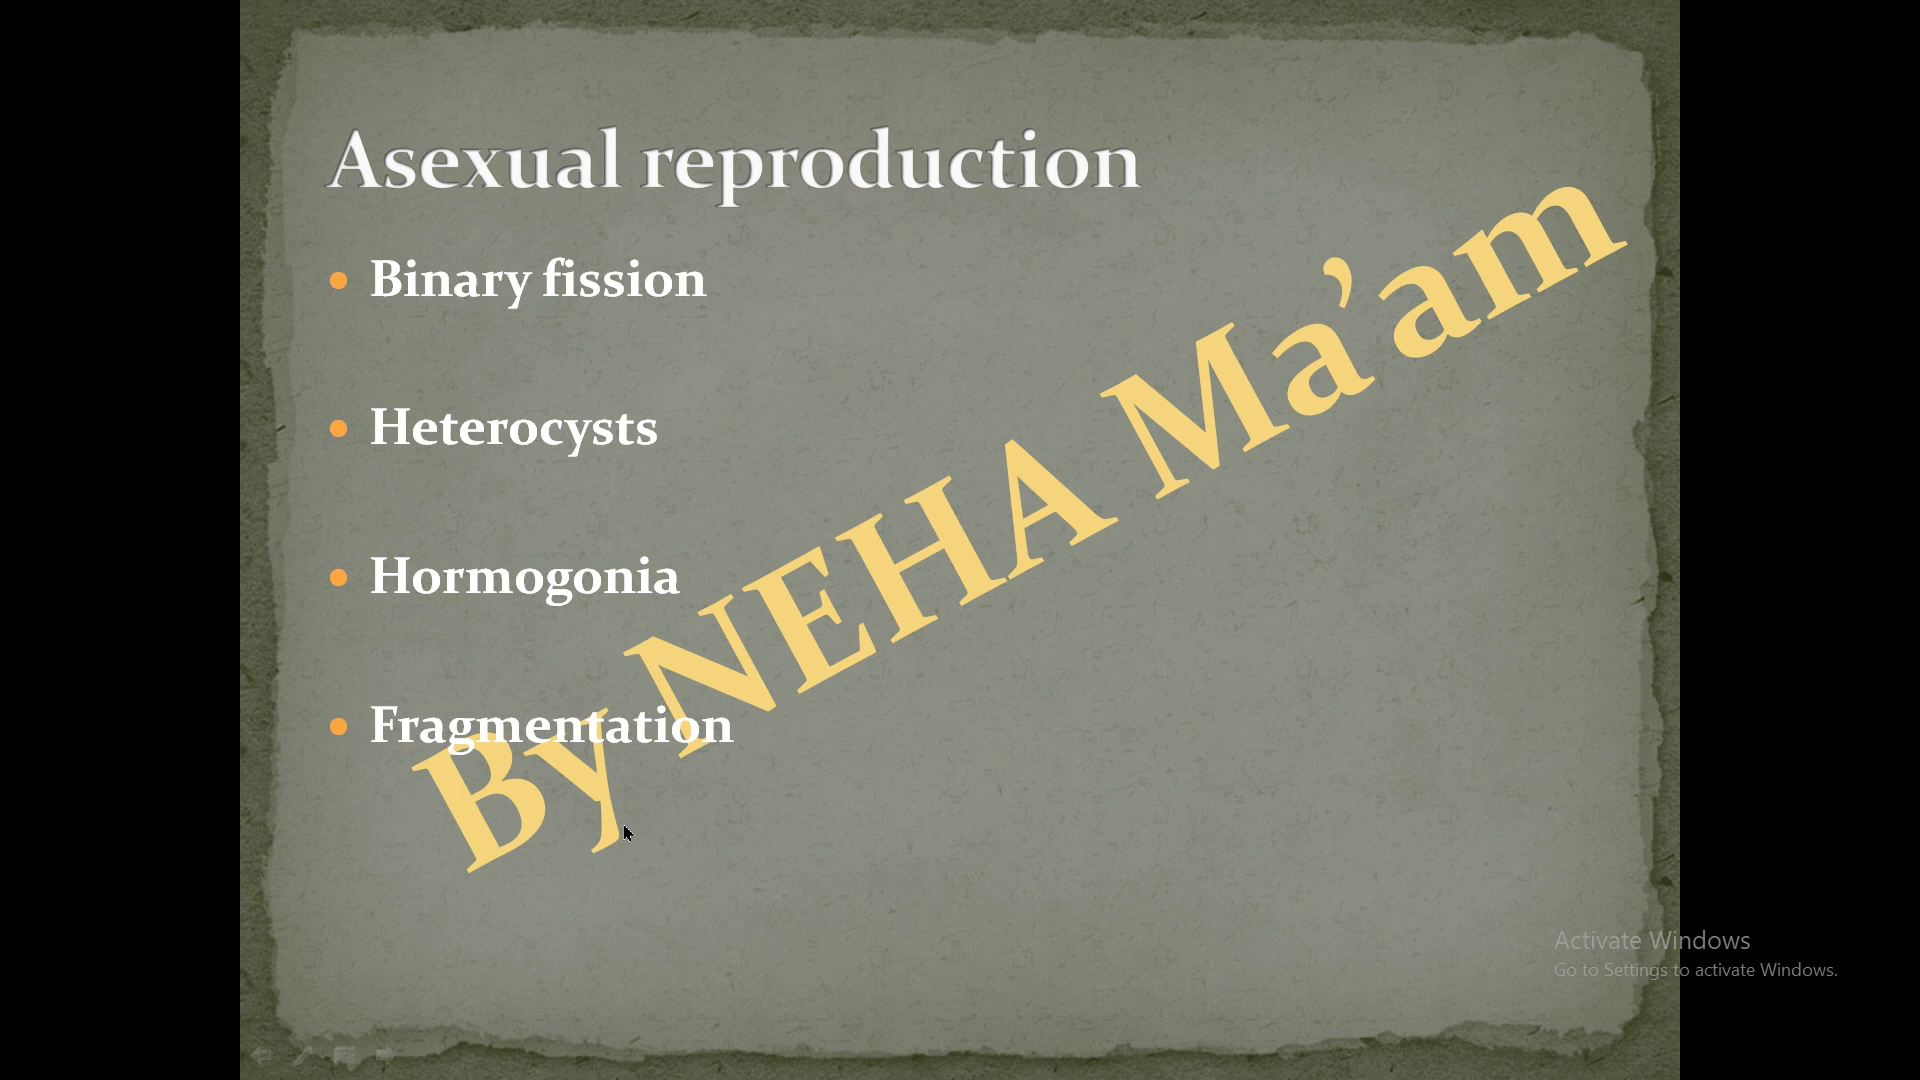 Asexual reproduction
Binary fission
Heterocysts
Hormogonia
Fragmentation
By NEHA Ma’am
Activate Windows
Go to Settings to activate Windows.